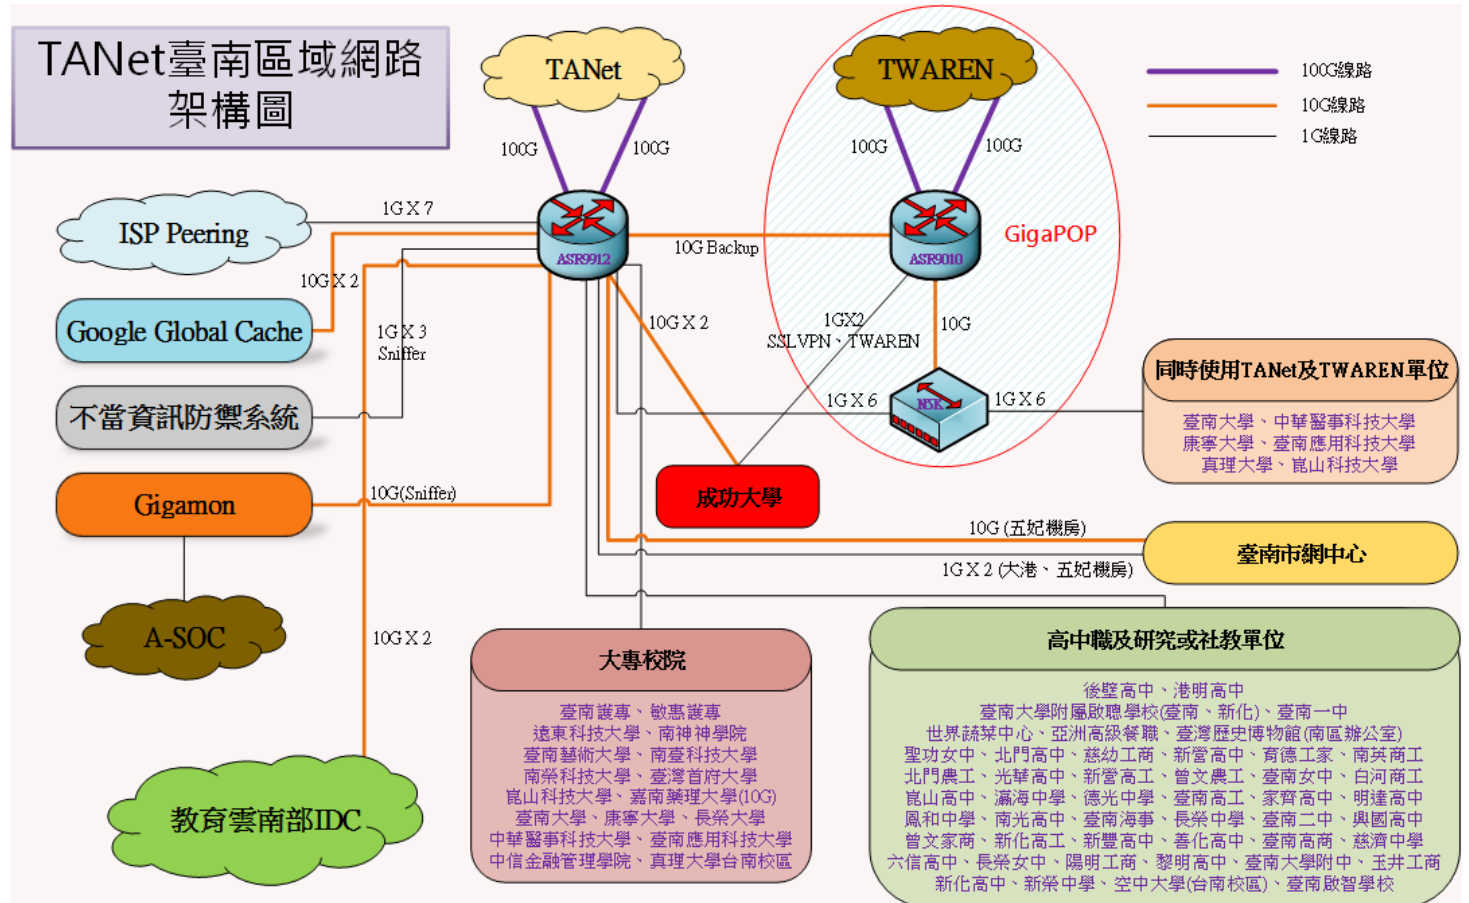 TANet臺南區域網路
架構圖
TANet
TWAREN
100G線路
10G線路
1G線路
100G
100G
100G
100G
ISP Peering
1G X 7
ASR9912
10G Backup
ASR9010
GigaPOP
10G X 2
Google Global Cache
1G X 3
Sniffer
10G X 2
1GX2
SSLVPN、TWAREN
10G
不當資訊防禦系統
1G X 6
N5K
1G X 6
同時使用TANet及TWAREN單位
臺南大學、中華醫事科技大學
康寧大學、臺南應用科技大學
真理大學、崑山科技大學
Gigamon
10G(Sniffer)
成功大學
10G (五妃機房)
臺南市網中心
1G X 2 (大港、五妃機房)
A-SOC
10G X 2
教育雲南部IDC
大專校院
臺南護專、敏惠護專
遠東科技大學、南神神學院
臺南藝術大學、南臺科技大學
南榮科技大學、臺灣首府大學
崑山科技大學、嘉南藥理大學(10G)
臺南大學、康寧大學、長榮大學
中華醫事科技大學、臺南應用科技大學
中信金融管理學院、真理大學台南校區
高中職及研究或社教單位
後壁高中、港明高中
臺南大學附屬啟聰學校(臺南、新化)、臺南一中
世界蔬菜中心、亞洲高級餐職、臺灣歷史博物館(南區辦公室)
聖功女中、北門高中、慈幼工商、新營高中、育德工家、南英商工
北門農工、光華高中、新營高工、曾文農工、臺南女中、白河商工
崑山高中、瀛海中學、德光中學、臺南高工、家齊高中、明達高中
鳳和中學、南光高中、臺南海事、長榮中學、臺南二中、興國高中
曾文家商、新化高工、新豐高中、善化高中、臺南高商、慈濟中學
六信高中、長榮女中、陽明工商、黎明高中、臺南大學附中、玉井工商
新化高中、新榮中學、空中大學(台南校區)、臺南啟智學校